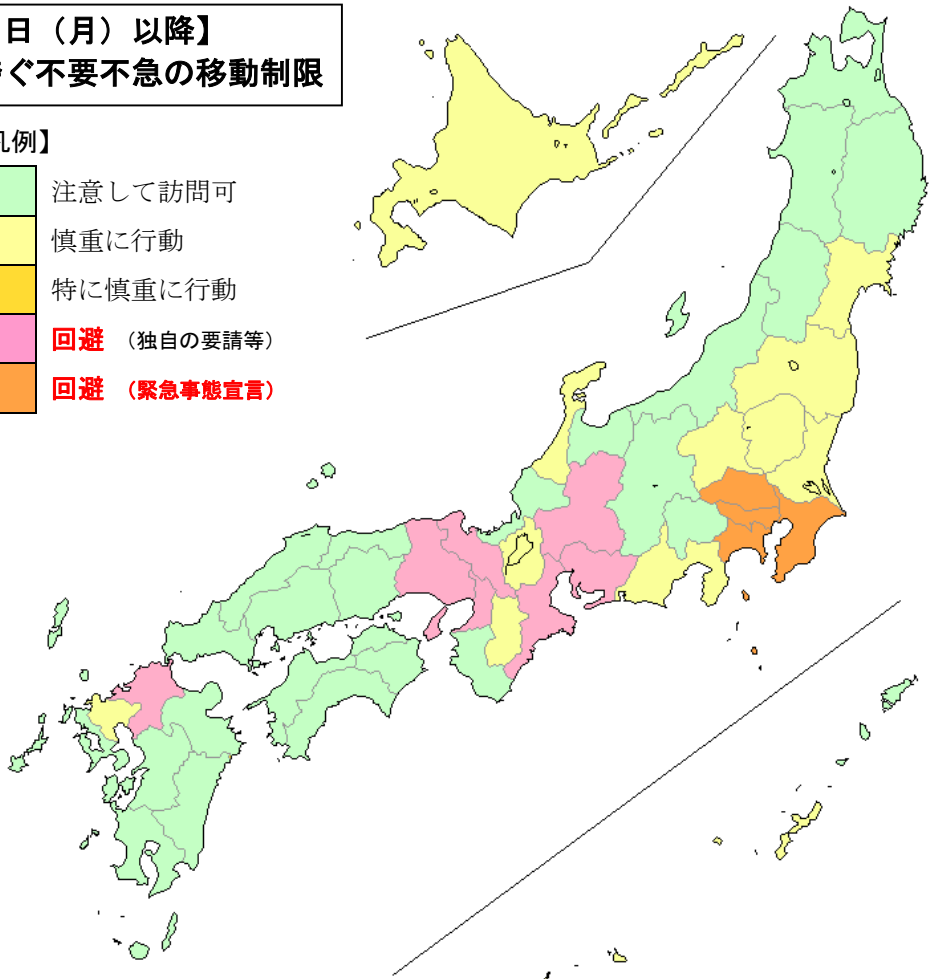 日（月）以降】
ぐ不要不急の移動制限
例】
注意して訪問可
慎重に行動
特に慎重に行動
回避 （独自の要請等）
回避 （緊急事態宣言）